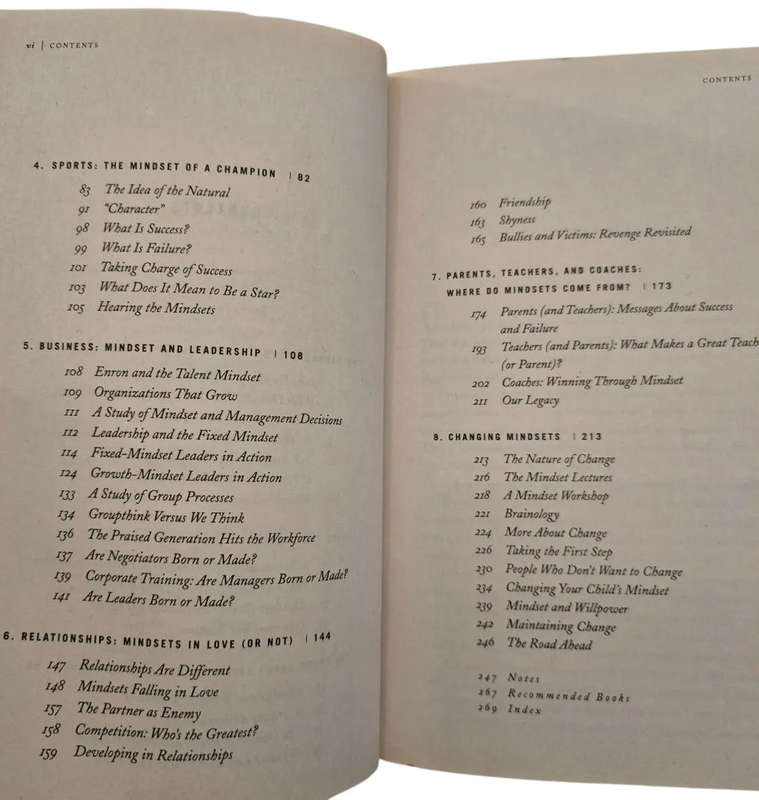 vi | CONTENTS
4. SPORTS: THE MINDSET OF A CHAMPION | 82
83 The Idea of the Natural
91 "Character"
98 What Is Success?
99 What Is Failure?
101 Taking Charge of Success
103 What Does It Mean to Be a Star?
105 Hearing the Mindsets
5. BUSINESS: MINDSET AND LEADERSHIP | 108
108 Enron and the Talent Mindset
109 Organizations That Grow
111 A Study of Mindset and Management Decisions
112 Leadership and the Fixed Mindset
114 Fixed-Mindset Leaders in Action
124 Growth-Mindset Leaders in Action
133 A Study of Group Processes
134 Groupthink Versus We Think
136 The Praised Generation Hits the Workforce
137 Are Negotiators Born or Made?
139 Corporate Training: Are Managers Born or Made?
141 Are Leaders Born or Made?
6. RELATIONSHIPS: MINDSETS IN LOVE (OR NOT) | 144
147 Relationships Are Different
148 Mindsets Falling in Love
157 The Partner as Enemy
158 Competition: Who's the Greatest?
159 Developing in Relationships
CONTENTS
160 Friendship
163 Shyness
165 Bullies and Victims: Revenge Revisited
7. PARENTS, TEACHERS, AND COACHES:
WHERE DO MINDSETS COME FROM? | 173
174 Parents (and Teachers): Messages About Success
and Failure
193 Teachers (and Parents): What Makes a Great Teach
(or Parent)?
202 Coaches: Winning Through Mindset
211 Our Legacy
8. CHANGING MINDSETS | 213
213 The Nature of Change
216 The Mindset Lectures
218 A Mindset Workshop
221 Brainology
224 More About Change
226 Taking the First Step
230 People Who Don't Want to Change
234 Changing Your Child's Mindset
239 Mindset and Willpower
242 Maintaining Change
246 The Road Ahead
247 Notes
267 Recommended Books
269 Index